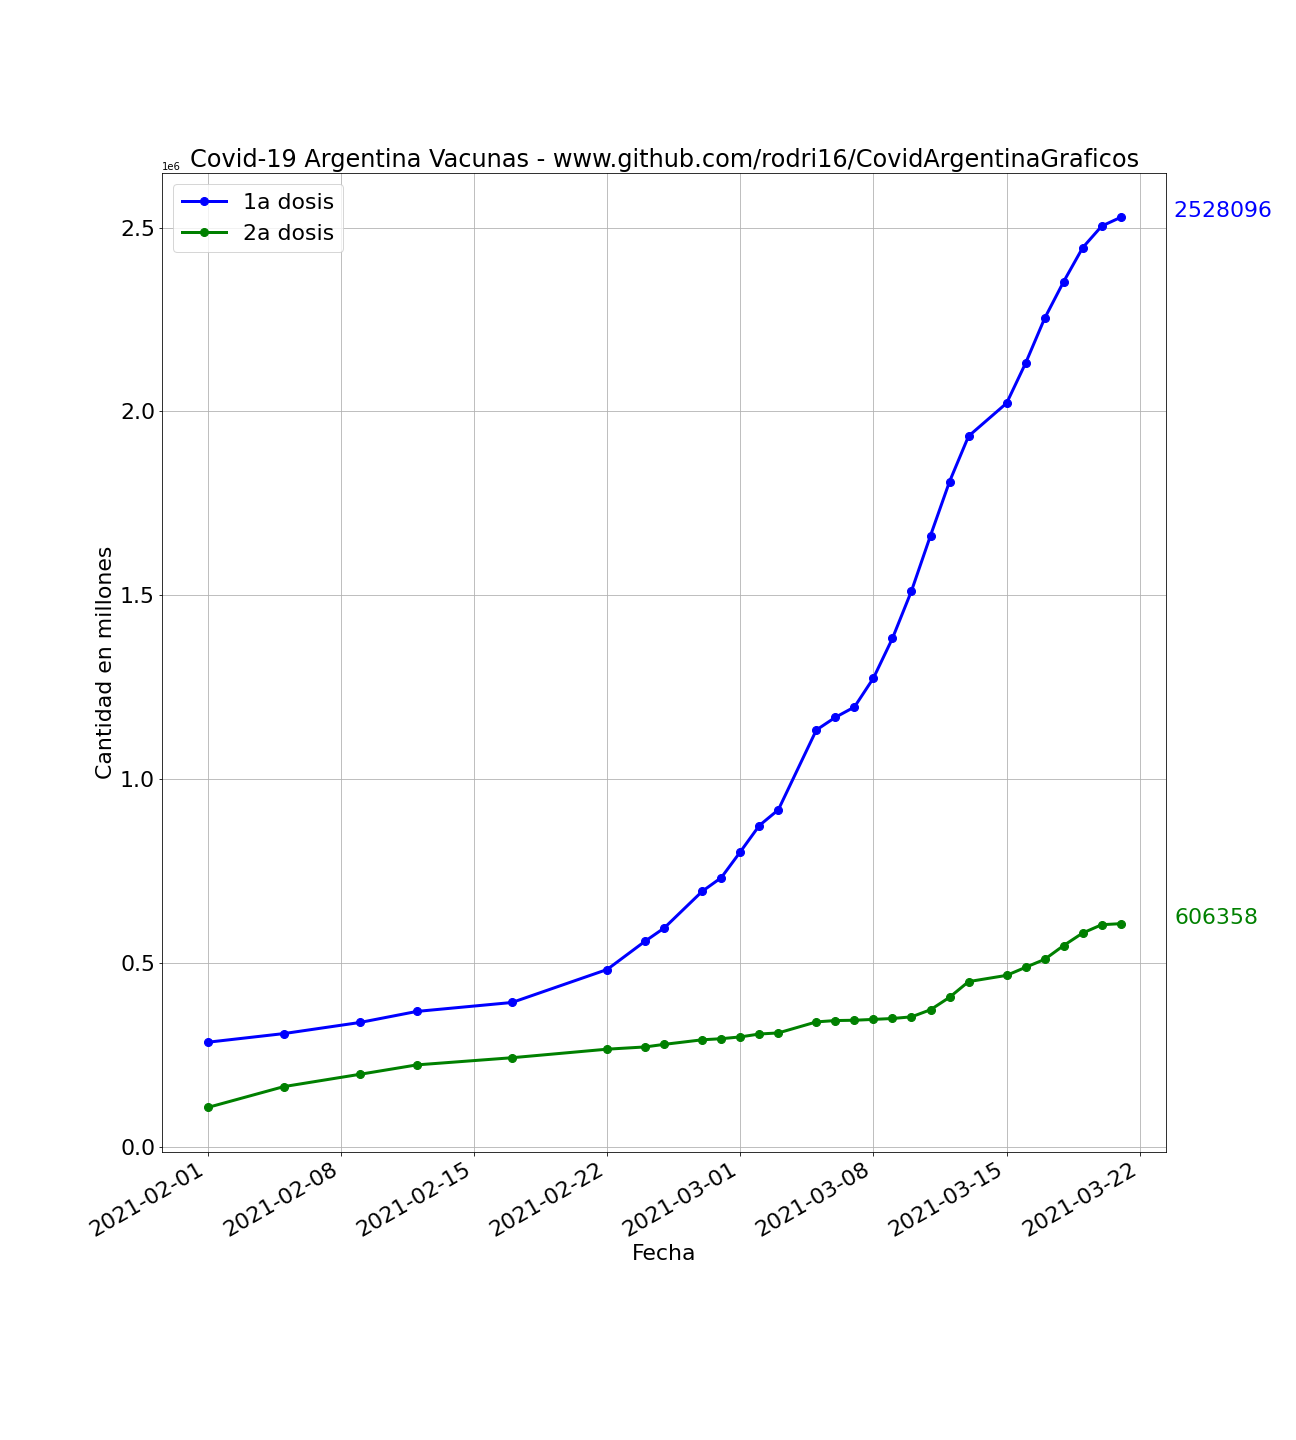 Covid-19 Argentina Vacunas - www.github.com/rodri16/CovidArgentinaGraficos
1e6
1a dosis
2a dosis
2528096
606358
2.5
2.0
1.5
1.0
0.5
0.0
Cantidad en millones
2021-02-01
2021-02-08
2021-02-15
2021-02-22
2021-03-01
2021-03-08
2021-03-15
2021-03-22
Fecha